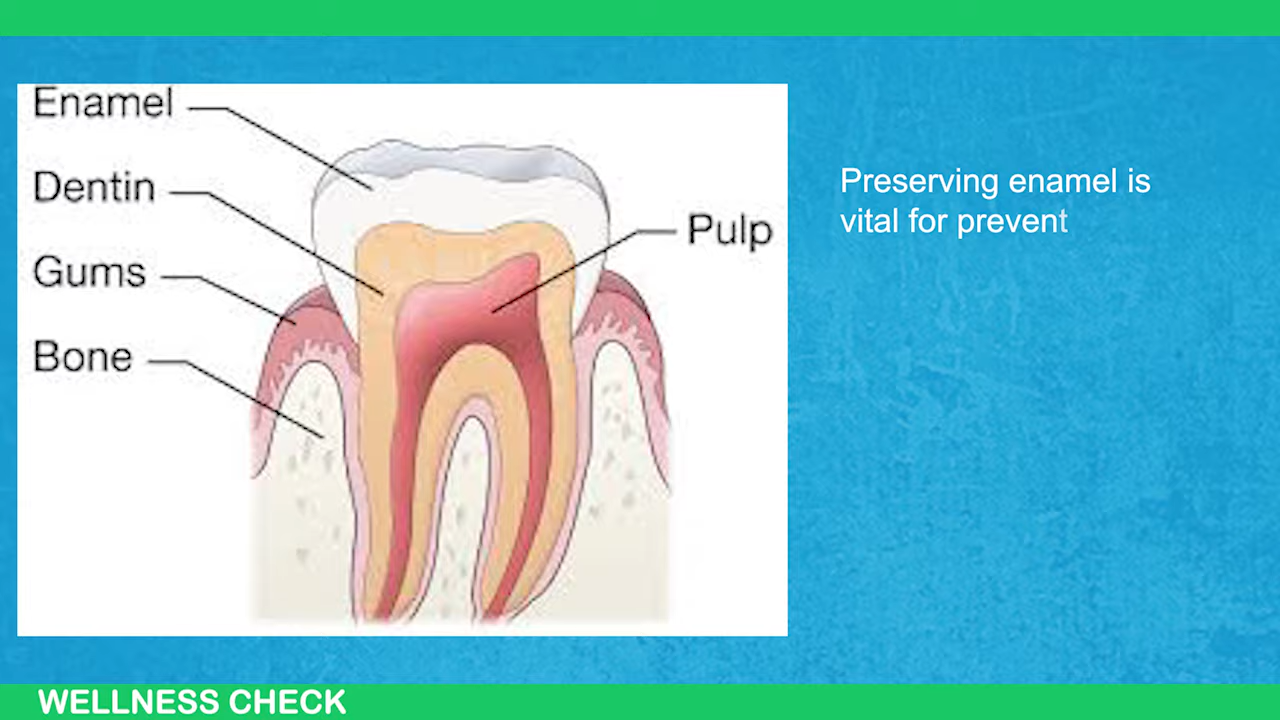 Enamel
Dentin
Gums
Bone
Pulp
Preserving enamel is
vital for prevent
WELLNESS CHECK